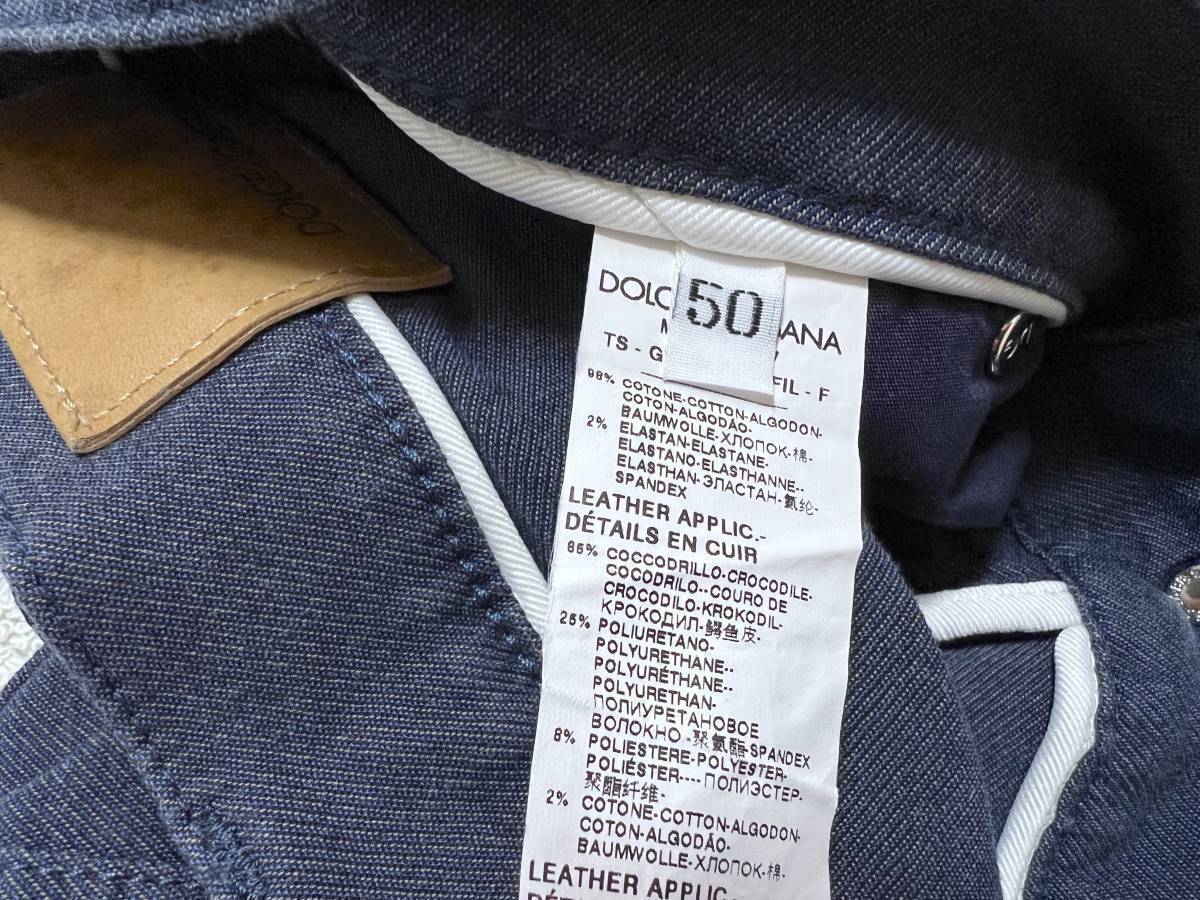 DOLCE
50
DOLC ANA
M
TS - G FIL - F
98% COTONE-COTTON-ALGODON-
COTON-ALGODÃO-
BAUMWOLLE-ХЛОПОК-棉-
2% ELASTAN-ELASTANE-
ELASTANO-ELASTHANNE--
ELASTHAN-ЭЛАСТАН-氨纶-
SPANDEX
LEATHER APPLIC.-
DÉTAILS EN CUIR
65% COCCODRILLO-CROCODILE-
COCODRILO--COURO DE
CROCODILO-KROKODIL-
КРОКОДИЛ-鳄鱼皮-
25% POLIURETANO-
POLYURETHANE--
POLYURÉTHANE--
POLYURETHAN-
ПОЛИУРЕТАНОВОЕ
ВОЛОКНО-聚氨酯-SPANDEX
8% POLIESTERE-POLYESTER-
POLIÉSTER----ПОЛИЭСТЕР-
聚酯纤维-
2% COTONE-COTTON-ALGODON-
COTON-ALGODÃO-
BAUMWOLLE-ХЛОПОК-棉-
LEATHER APPLIC